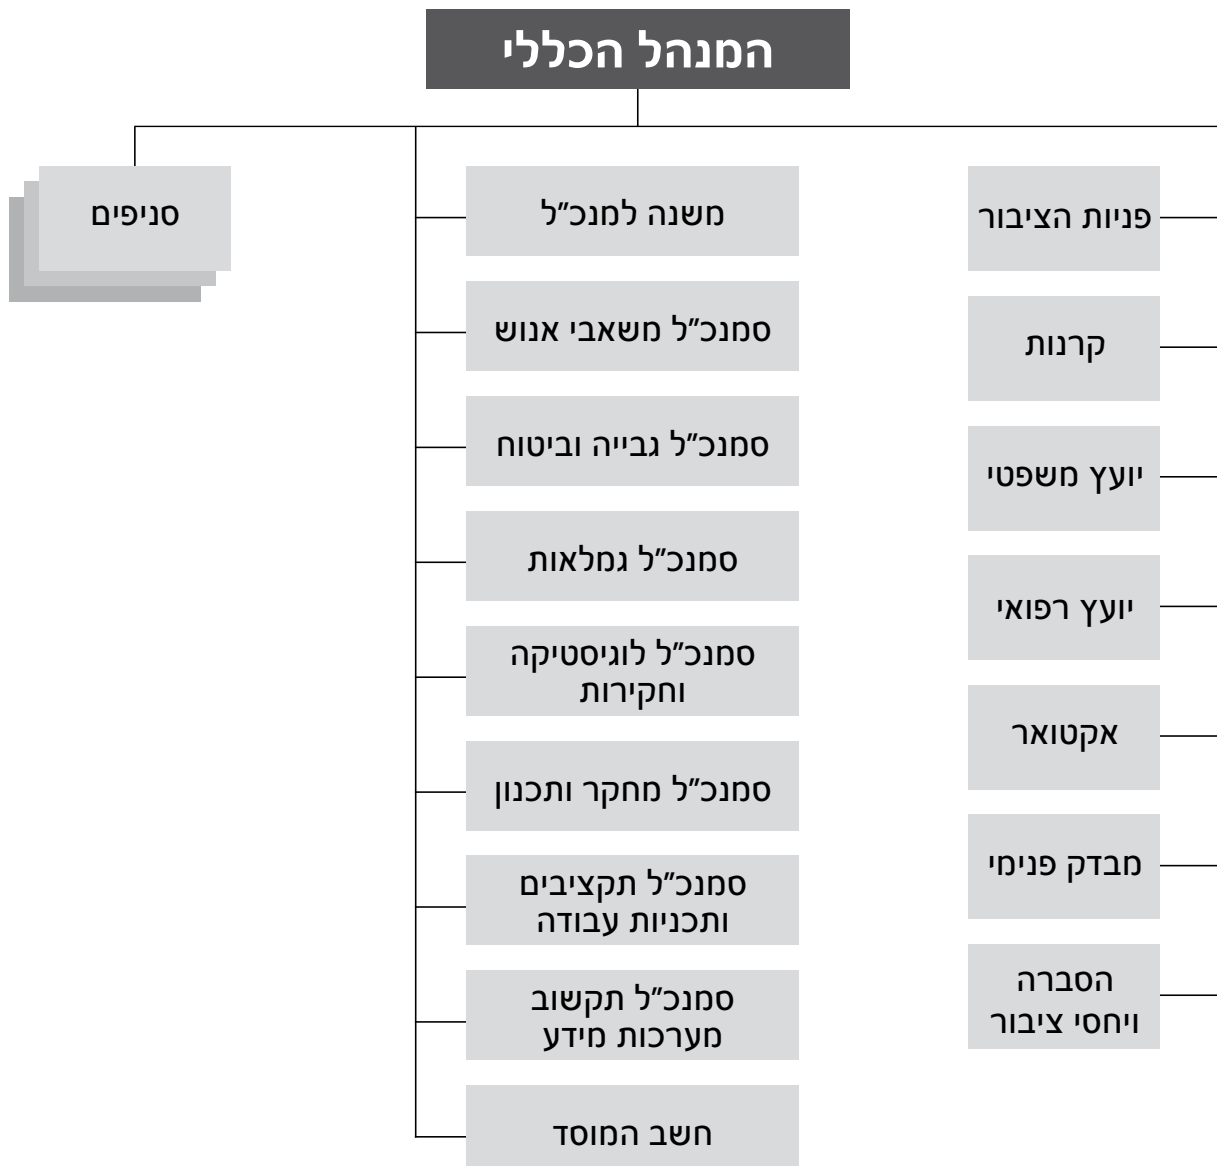 המנהל הכללי
פניות הציבור
קרנות
יועץ משפטי
יועץ רפואי
אקטואר
מבדק פנימי
הסברה
ויחסי ציבור
משנה למנכ״ל
סמנכ״ל משאבי אנוש
סמנכ״ל גבייה וביטוח
סמנכ״ל גמלאות
סמנכ״ל לוגיסטיקה
וחקירות
סמנכ״ל מחקר ותכנון
סמנכ״ל תקציבים
ותכניות עבודה
סמנכ״ל תקשוב
מערכות מידע
חשב המוסד
סניפים